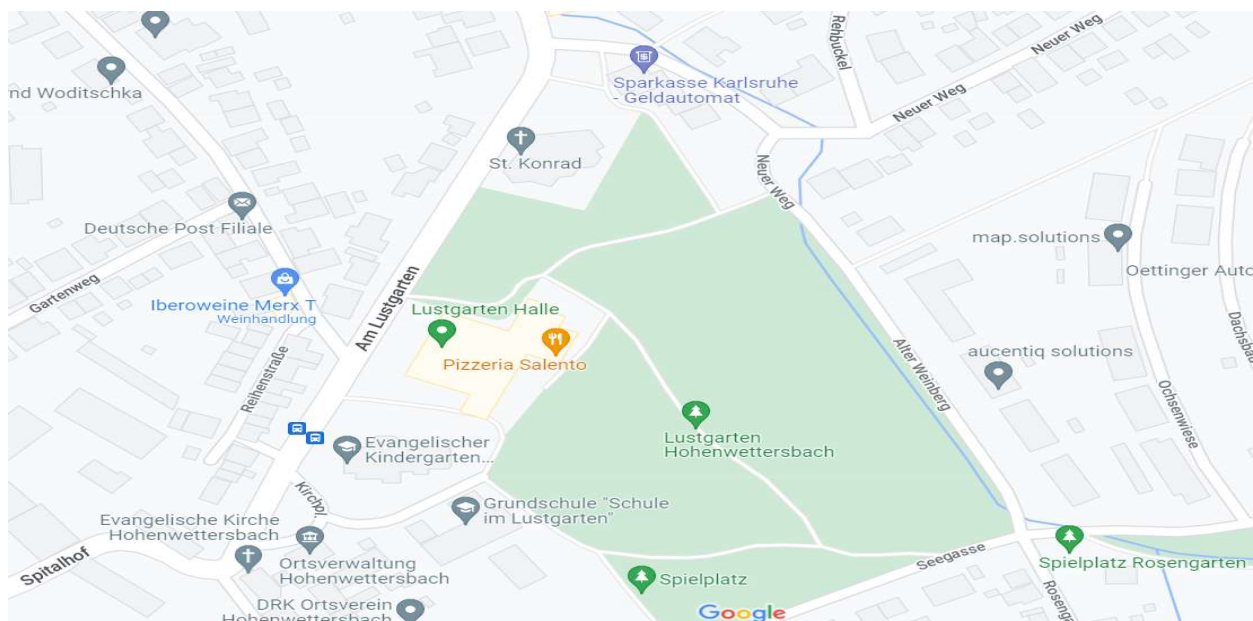 Neuer Weg
Rehbuckel
Sparkasse Karlsruhe
- Geldautomat
nd Woditschka
Neuer Weg
St. Konrad
Neuer Weg
Deutsche Post Filiale
map.solutions
Oettinger Auto
Gartenweg
Am Lustgarten
Iberoweine Merx T
Weinhandlung
Lustgarten Halle
Pizzeria Salento
Alter Weinberg
Dachsbau
aucentiq solutions
Reihenstraße
Ochsenwiese
Lustgarten
Hohenwettersbach
Evangelischer
Kindergarten...
Kirchpl.
Grundschule "Schule
im Lustgarten"
Evangelische Kirche
Hohenwettersbach
Spitalhof
Ortsverwaltung
Hohenwettersbach
Seegasse
Spielplatz Rosengarten
Spielplatz
Rosenga
DRK Ortsverein
Hohenwettersbach
Google